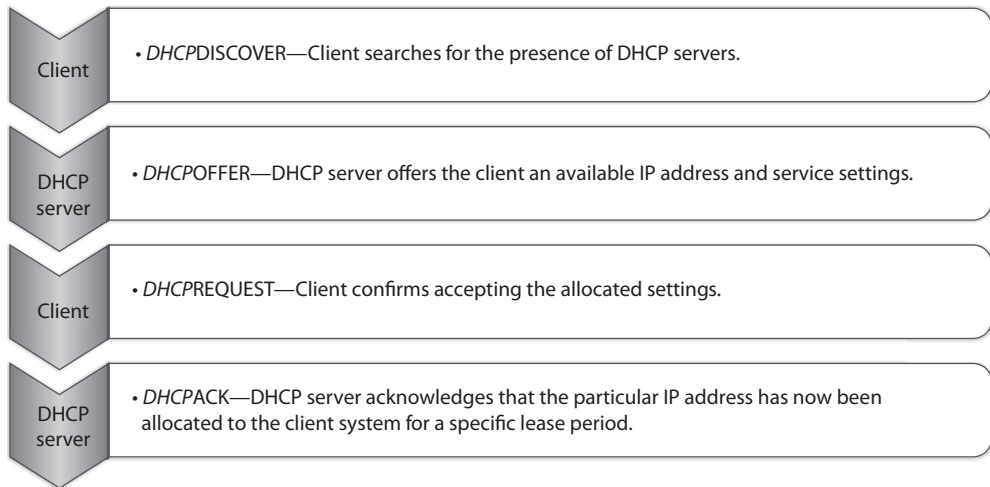 Client
• DHCPDISCOVER—Client searches for the presence of DHCP servers.
DHCP
server
• DHCPOFFER—DHCP server offers the client an available IP address and service settings.
Client
• DHCPREQUEST—Client confirms accepting the allocated settings.
DHCP
server
• DHCPACK—DHCP server acknowledges that the particular IP address has now been
allocated to the client system for a specific lease period.